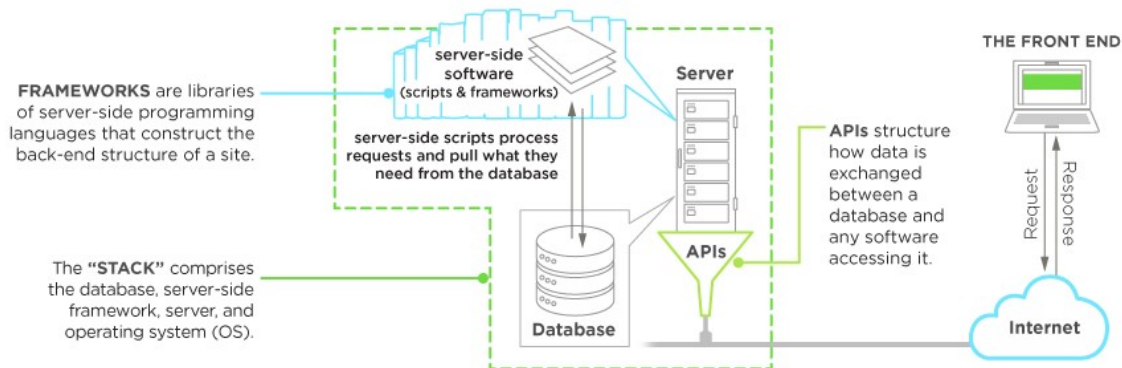 FRAMEWORKS are libraries
of server-side programming
languages that construct the
back-end structure of a site.
The “STACK” comprises
the database, server-side
framework, server, and
operating system (OS).
server-side
software
(scripts & frameworks)
server-side scripts process
requests and pull what they
need from the database
Database
Server
APIs
APIs structure
how data is
exchanged
between a
database and
any software
accessing it.
THE FRONT END
Request
Response
Internet